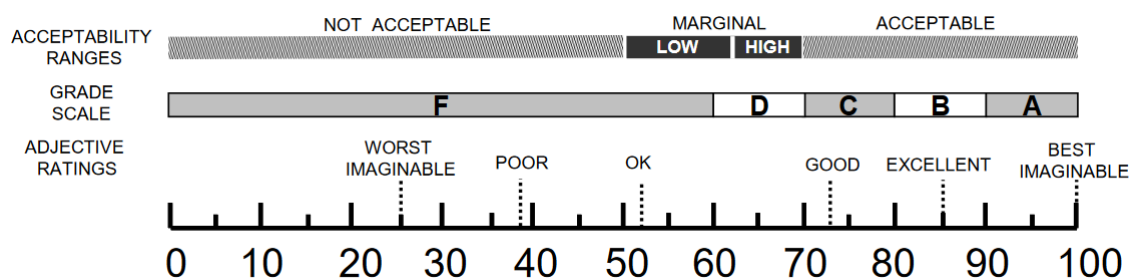 NOT ACCEPTABLE MARGINAL ACCEPTABLE
ACCEPTABILITY
RANGES
LOW HIGH
GRADE
SCALE
F D C B A
ADJECTIVE
RATINGS
WORST
IMAGINABLE
POOR OK GOOD EXCELLENT
BEST
IMAGINABLE
0 10 20 30 40 50 60 70 80 90 100